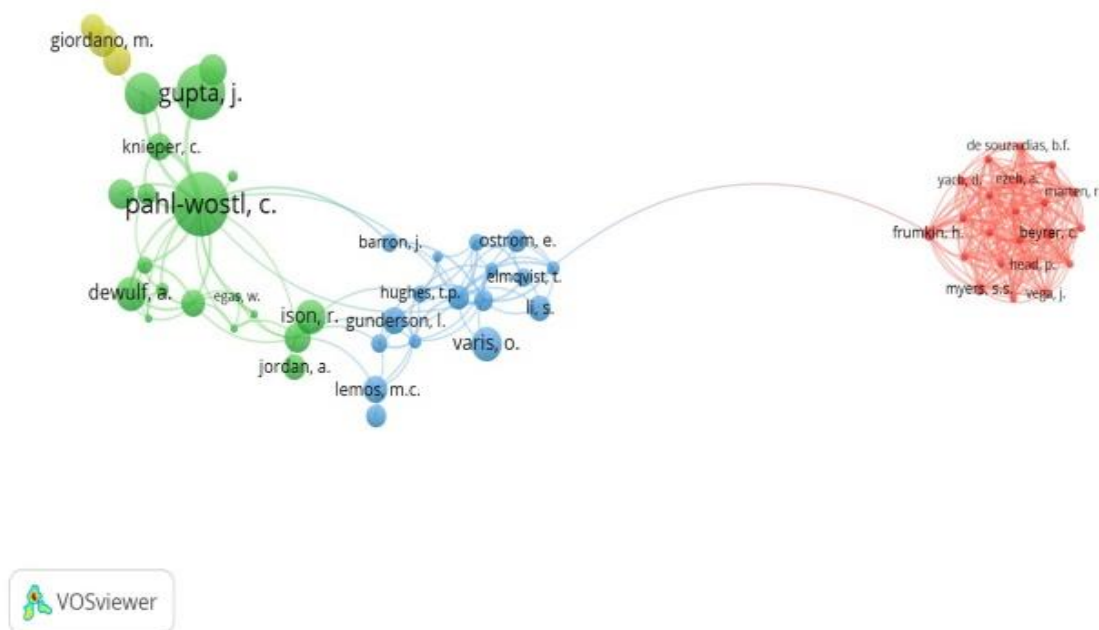 giordano, m.
gupta, j.
knieper, c.
pahl-wostl, c.
dewulf, a.
egas, w.
ison, r.
jordan, a.
barron, j.
ostrom, e.
elmqvist, t.
hughes, t.p.
li, s.
gunderson, l.
varis, o.
lemos, m.c.
de souza dias, b.f.
yach, d.
ezeh, a.
marten, r
frumkin, h.
beyrer, c.
head, p.
myers, s.s.
vega, j.
VOSviewer